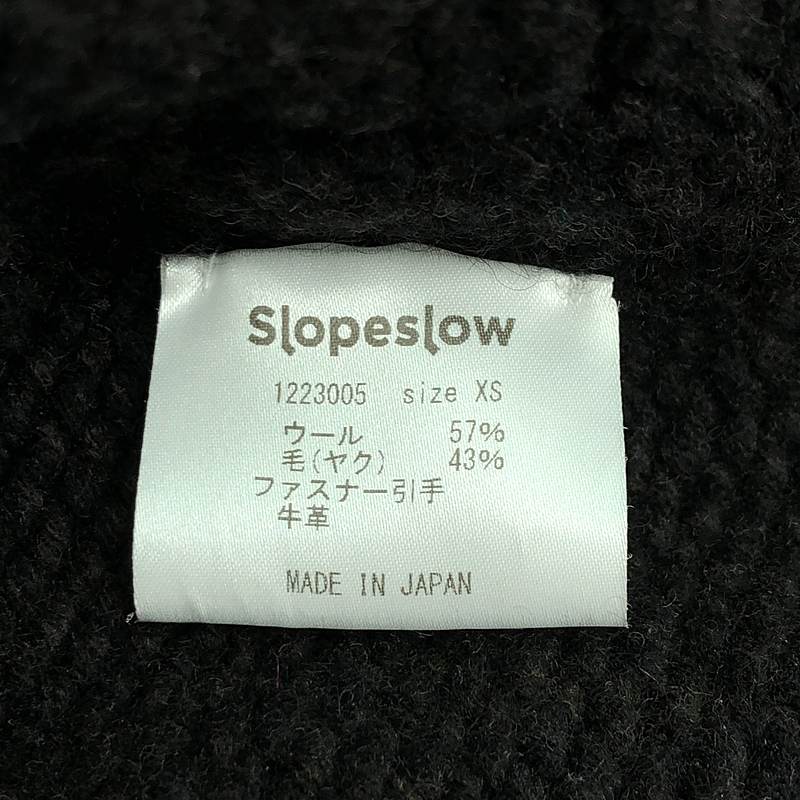 Slopeslow
1223005 size XS
ウール 57%
毛(ヤク) 43%
ファスナー引手
牛革
MADE IN JAPAN